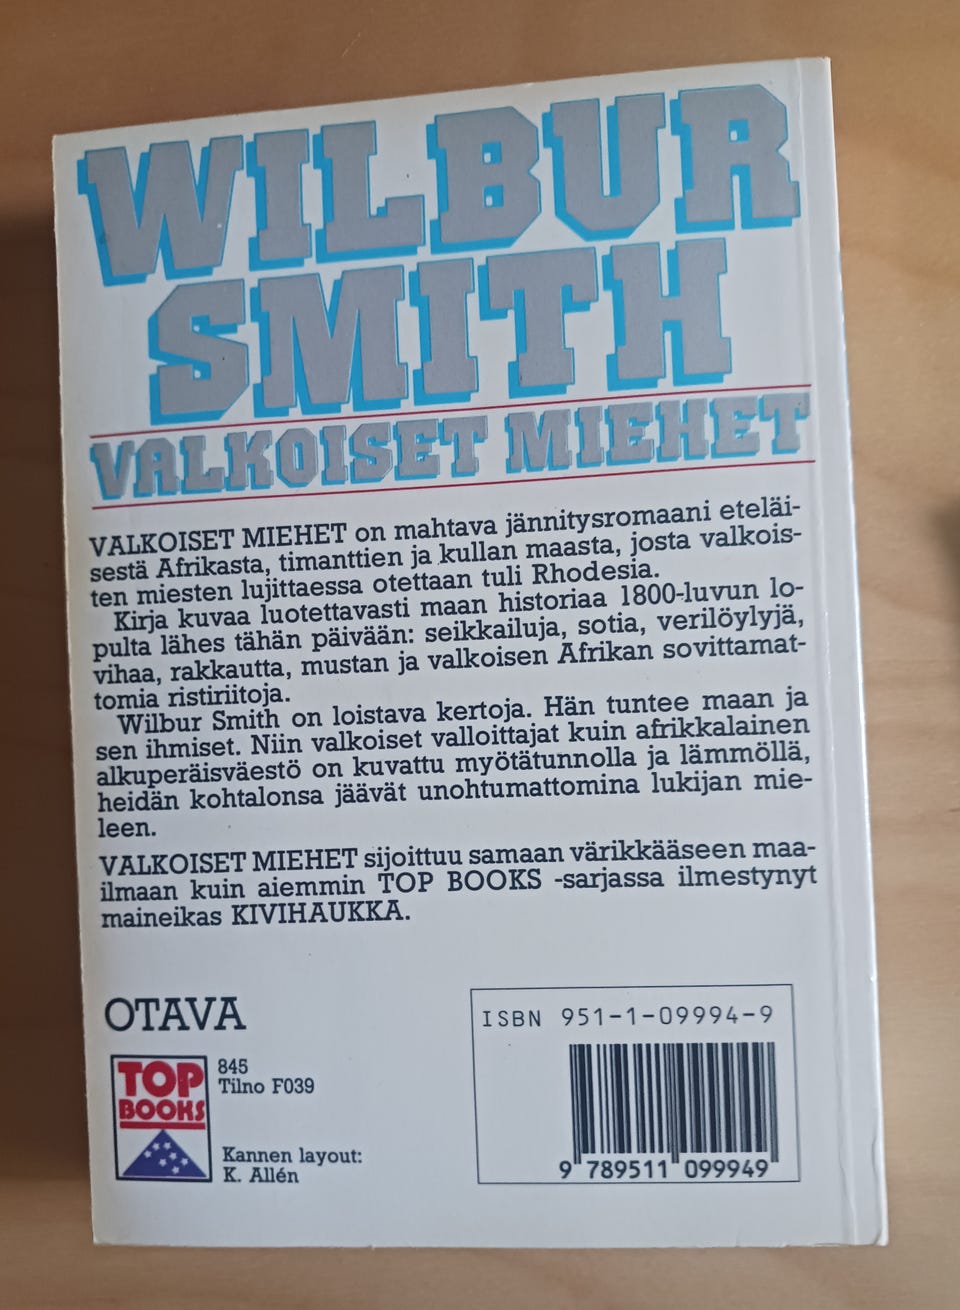 WILBUR
SMITH
VALKOISET MIEHET
VALKOISET MIEHET on mahtava jännitysromaani eteläi-
sestä Afrikasta, timanttien ja kullan maasta, josta valkois-
ten miesten lujittaessa otettaan tuli Rhodesia.
Kirja kuvaa luotettavasti maan historiaa 1800-luvun lo-
pulta lähes tähän päivään: seikkailuja, sotia, verilöylyjä,
vihaa, rakkautta, mustan ja valkoisen Afrikan sovittamat-
tomia ristiriitoja.
Wilbur Smith on loistava kertoja. Hän tuntee maan ja
sen ihmiset. Niin valkoiset valloittajat kuin afrikkalainen
alkuperäisväestö on kuvattu myötätunnolla ja lämmöllä,
heidän kohtalonsa jäävät unohtumattomina lukijan mie-
leen.
VALKOISET MIEHET sijoittuu samaan värikkääseen maa-
ilmaan kuin aiemmin TOP BOOKS -sarjassa ilmestynyt
maineikas KIVIHAUKKA.
OTAVA
TOP
BOOKS
845
Tilno F039
Kannen layout:
K. Allén
ISBN 951-1-09994-9
9 789511 099949